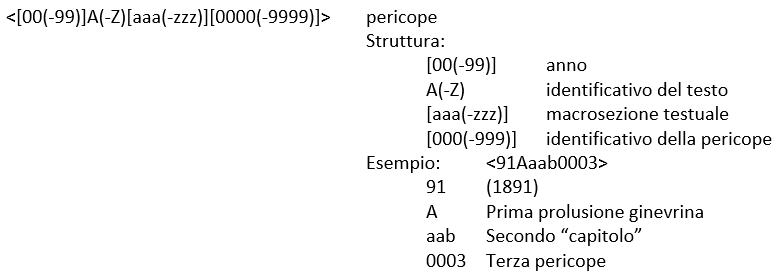 <[00(-99)]A(-Z)[aaa(-zzz)][0000(-9999)]> pericope
Struttura:
[00(-99)] anno
A(-Z) identificativo del testo
[aaa(-zzz)] macrosezione testuale
[000(-999)] identificativo della pericope
Esempio: <91Aaab0003>
91 (1891)
A Prima prolusione ginevrina
aab Secondo “capitolo”
0003 Terza pericope